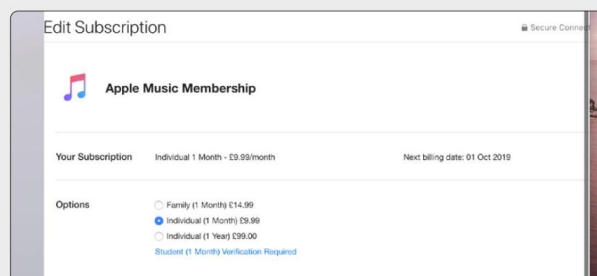 Edit Subscription
Secure Connect
Apple Music Membership
Your Subscription Individual 1 Month - £9.99/month Next billing date: 01 Oct 2019
Options
Family (1 Month) £14.99
Individual (1 Month) £9.99
Individual (1 Year) £99.00
Student (1 Month) Verification Required